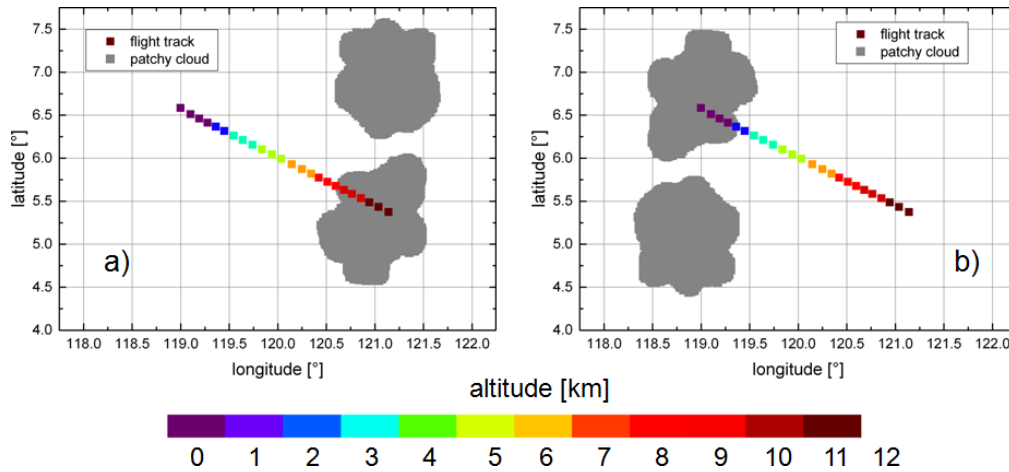 7.5
7.0
6.5
6.0
5.5
5.0
4.5
4.0
latitude [°]
flight track
patchy cloud
a)
118.0 118.5 119.0 119.5 120.0 120.5 121.0 121.5 122.0
longitude [°]
7.5
7.0
6.5
6.0
5.5
5.0
4.5
4.0
latitude [°]
flight track
patchy cloud
b)
118.0 118.5 119.0 119.5 120.0 120.5 121.0 121.5 122.0
longitude [°]
altitude [km]
0 1 2 3 4 5 6 7 8 9 10 11 12